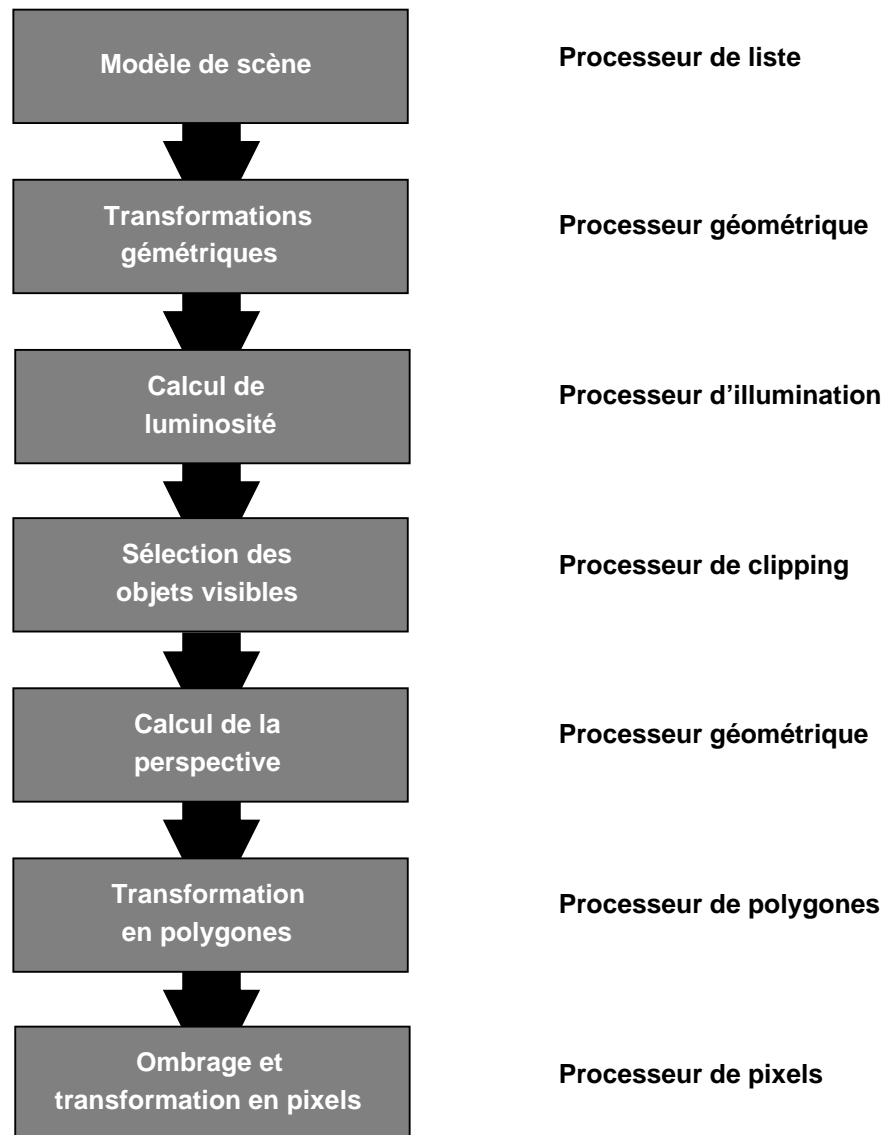 Modèle de scène
Processeur de liste
Transformations
gémétriques
Processeur géométrique
Calcul de
luminosité
Processeur d’illumination
Sélection des
objets visibles
Processeur de clipping
Calcul de la
perspective
Processeur géométrique
Transformation
en polygones
Processeur de polygones
Ombrage et
transformation en pixels
Processeur de pixels